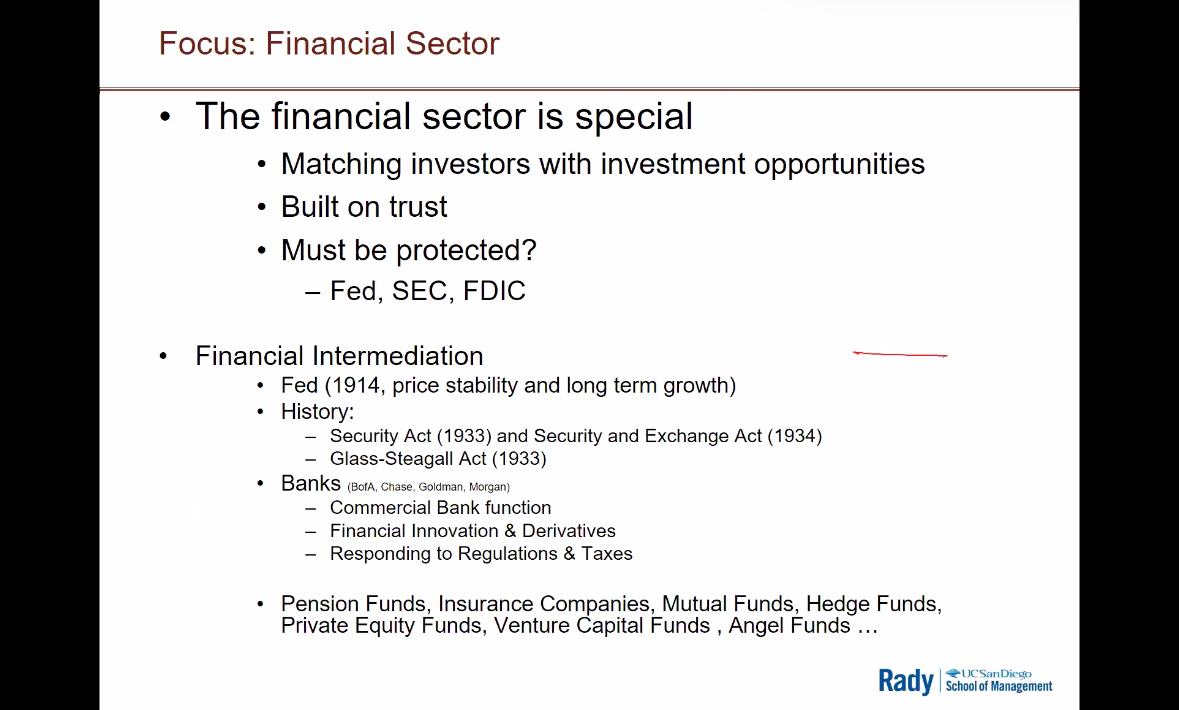 Focus: Financial Sector
• The financial sector is special
• Matching investors with investment opportunities
• Built on trust
• Must be protected?
– Fed, SEC, FDIC
• Financial Intermediation
• Fed (1914, price stability and long term growth)
• History:
– Security Act (1933) and Security and Exchange Act (1934)
– Glass-Steagall Act (1933)
• Banks (BofA, Chase, Goldman, Morgan)
– Commercial Bank function
– Financial Innovation & Derivatives
– Responding to Regulations & Taxes
• Pension Funds, Insurance Companies, Mutual Funds, Hedge Funds,
Private Equity Funds, Venture Capital Funds , Angel Funds …
Rady
UC San Diego
School of Management